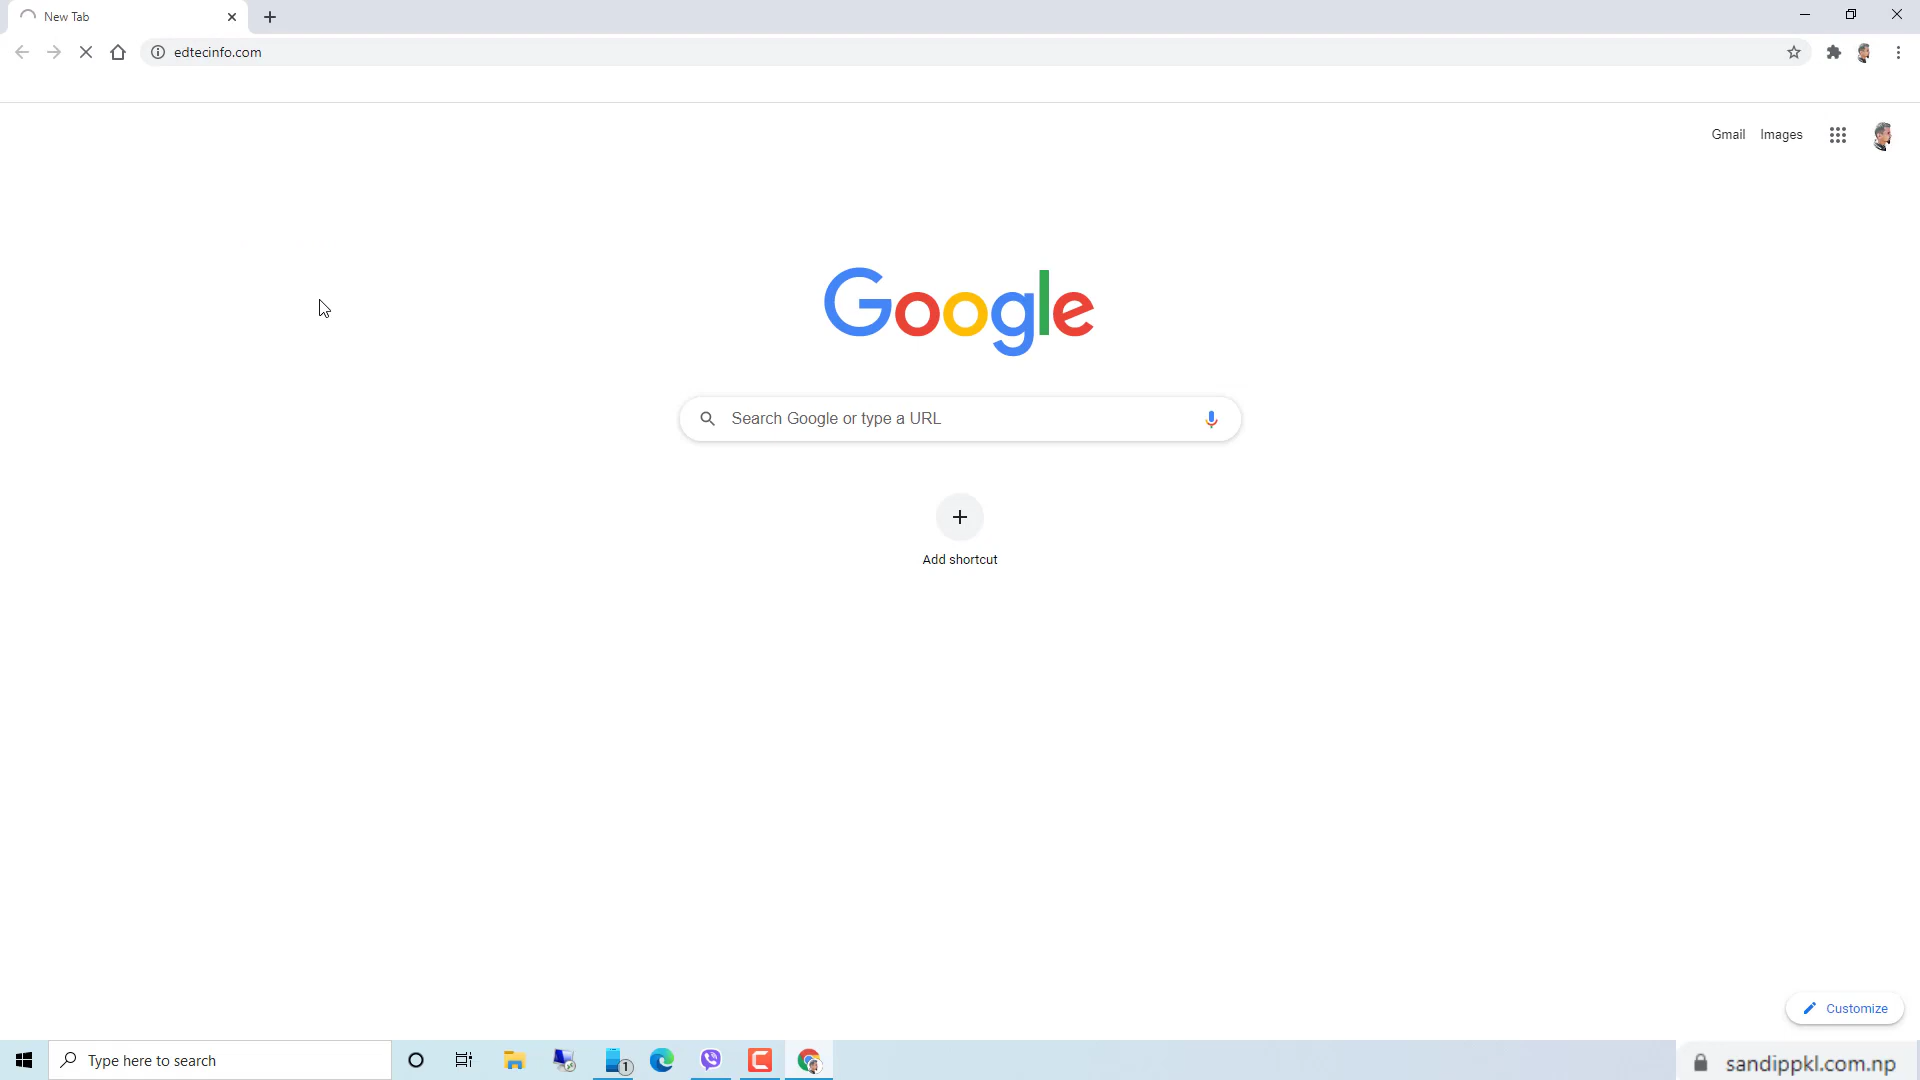 New Tab
edtecinfo.com
Gmail Images
Google
Search Google or type a URL
Add shortcut
Customize
Type here to search
1
sandippkl.com.np